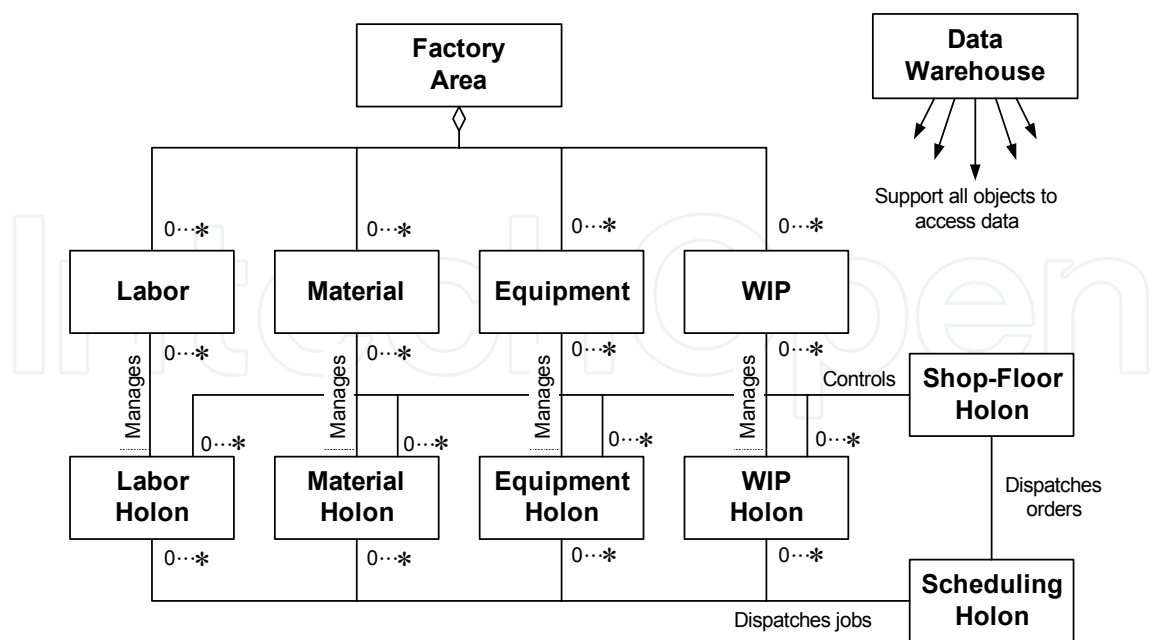 Factory
Area
Data
Warehouse
Support all objects to
access data
0…* 0…* 0…* 0…*
Labor Material Equipment WIP
0…* 0…* 0…* 0…*
Manages Manages Manages Manages
Controls
Shop-Floor
Holon
0…* 0…* 0…* 0…*
Labor
Holon
Material
Holon
Equipment
Holon
WIP
Holon
Dispatches
orders
0…* 0…* 0…* 0…*
Scheduling
Holon
Dispatches jobs
IntechOpen